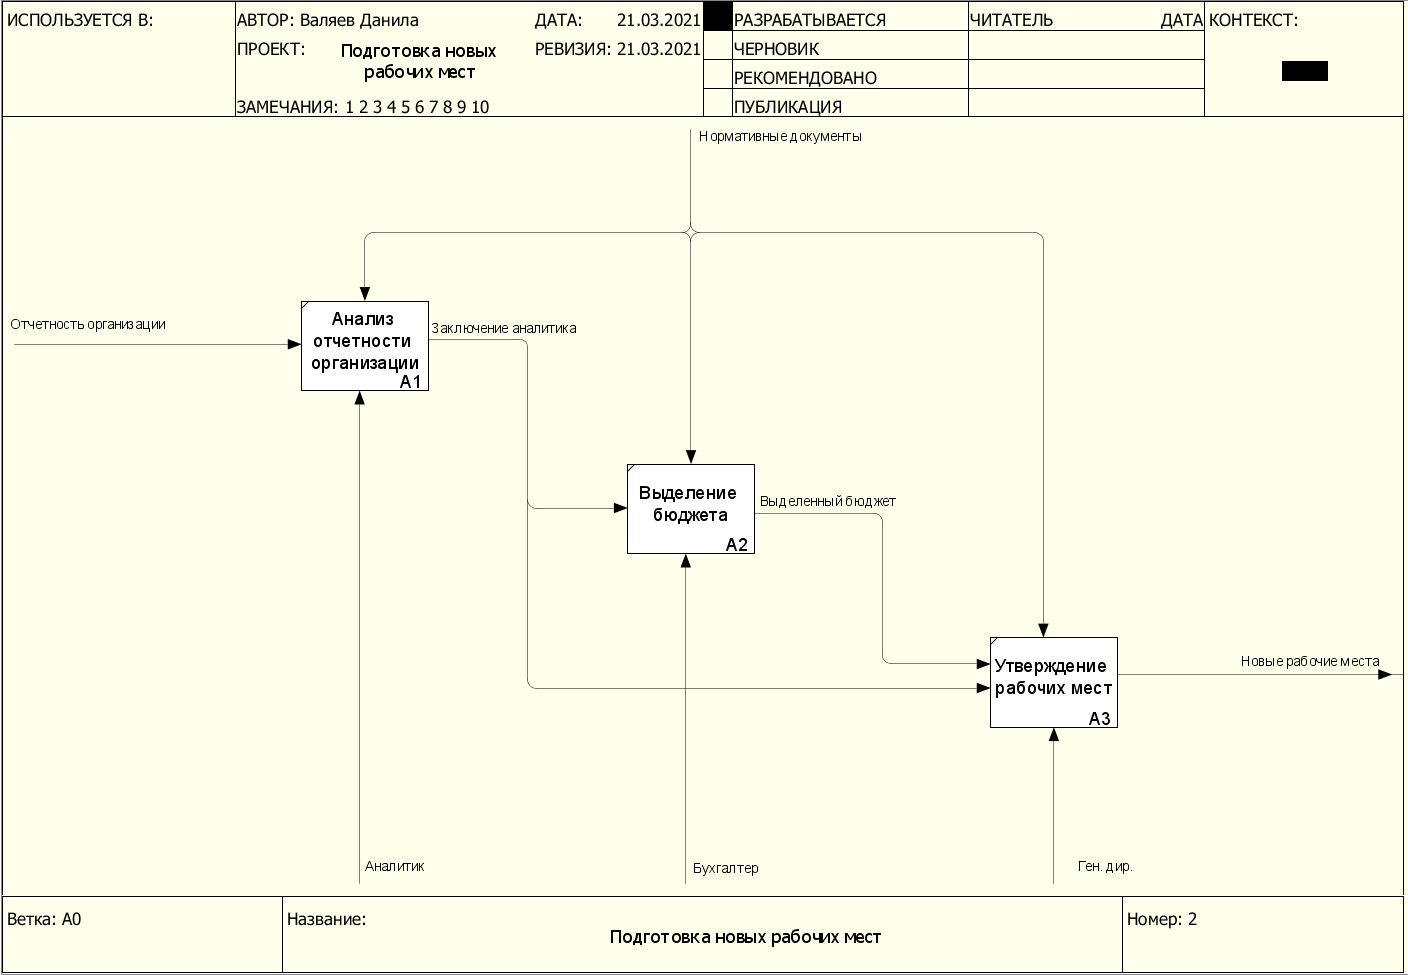 ИСПОЛЬЗУЕТСЯ В:
АВТОР: Валяев Данила
ДАТА: 21.03.2021
РАЗРАБАТЫВАЕТСЯ
ЧИТАТЕЛЬ ДАТА
КОНТЕКСТ:
ПРОЕКТ: Подготовка новых
рабочих мест
РЕВИЗИЯ: 21.03.2021
ЧЕРНОВИК
РЕКОМЕНДОВАНО
ЗАМЕЧАНИЯ: 1 2 3 4 5 6 7 8 9 10
ПУБЛИКАЦИЯ
Нормативные документы
Отчетность организации
Анализ
отчетности
организации
A1
Заключение аналитика
Выделение
бюджета
A2
Выделенный бюджет
Утверждение
рабочих мест
A3
Новые рабочие места
Аналитик
Бухгалтер
Ген. дир.
Ветка: A0
Название:
Подготовка новых рабочих мест
Номер: 2